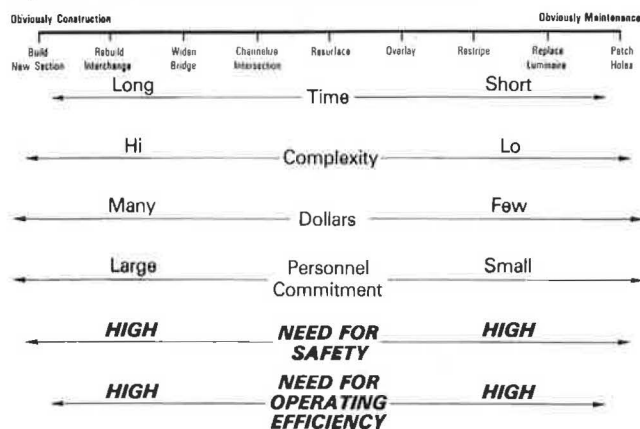 Obviously Construction Obviously Maintenance
Build Rebuild Widen Channelize Resurface Overlay Restripe Replace Patch
New Section Interchange Bridge Intersection Luminaire Holes
Long Time Short
Hi Complexity Lo
Many Dollars Few
Large Personnel Small
Commitment
HIGH NEED FOR HIGH
SAFETY
HIGH NEED FOR HIGH
OPERATING
EFFICIENCY